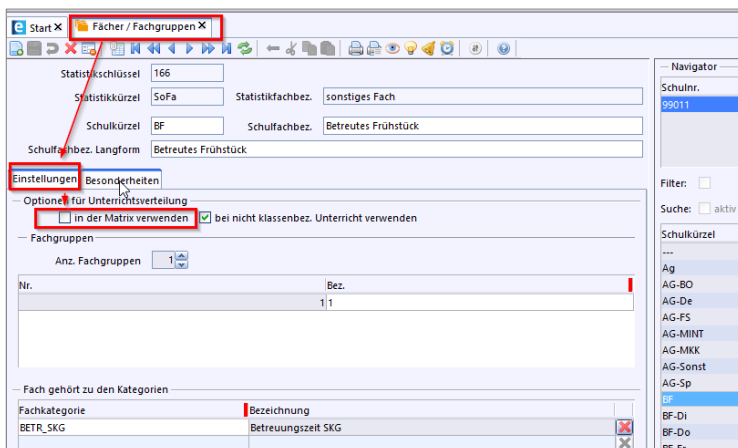 Start Fächer / Fachgruppen
Navigator
Statistikschlüssel 166
Schulnr.
Statistikkürzel SoFa Statistikfachbez. sonstiges Fach
99011
Schulkürzel BF Schulfachbez. Betreutes Frühstück
Schulfachbez. Langform Betreutes Frühstück
Einstellungen Besonderheiten
Filter:
Optionen für Unterrichtsverteilung
in der Matrix verwenden bei nicht klassenbez. Unterricht verwenden
Suche: aktiv
Fachgruppen
Schulkürzel
Anz. Fachgruppen 1
---
Ag
Nr. Bez.
AG-BO
1 1
AG-De
AG-FS
AG-MINT
AG-MKK
AG-Sonst
Fach gehört zu den Kategorien
AG-Sp
BF
Fachkategorie Bezeichnung
BF-Di
BETR_SKG Betreuungszeit SKG
BF-Do